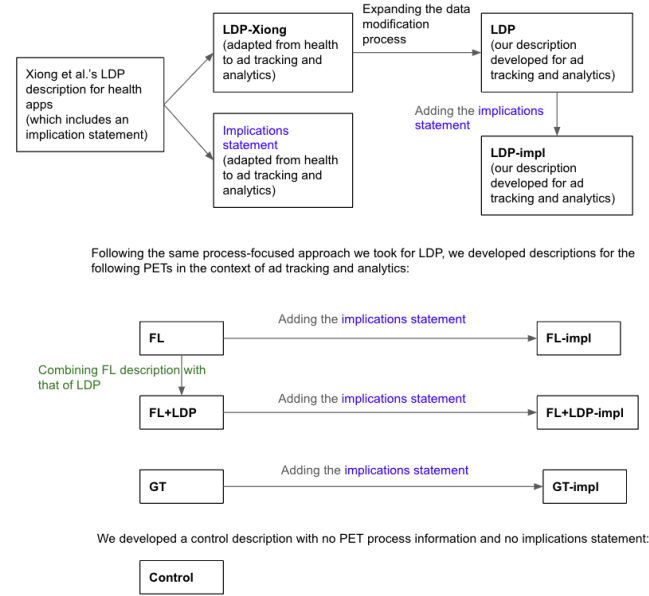 Xiong et al.'s LDP
description for health
apps
(which includes an
implication statement)
LDP-Xiong
(adapted from health
to ad tracking and
analytics)
Implications
statement
(adapted from health
to ad tracking and
analytics)
Expanding the data
modification
process
LDP
(our description
developed for ad
tracking and analytics)
Adding the implications
statement
LDP-impl
(our description
developed for ad
tracking and analytics)
Following the same process-focused approach we took for LDP, we developed descriptions for the
following PETs in the context of ad tracking and analytics:
FL
Adding the implications statement
FL-impl
Combining FL description with
that of LDP
FL+LDP
Adding the implications statement
FL+LDP-impl
GT
Adding the implications statement
GT-impl
We developed a control description with no PET process information and no implications statement:
Control